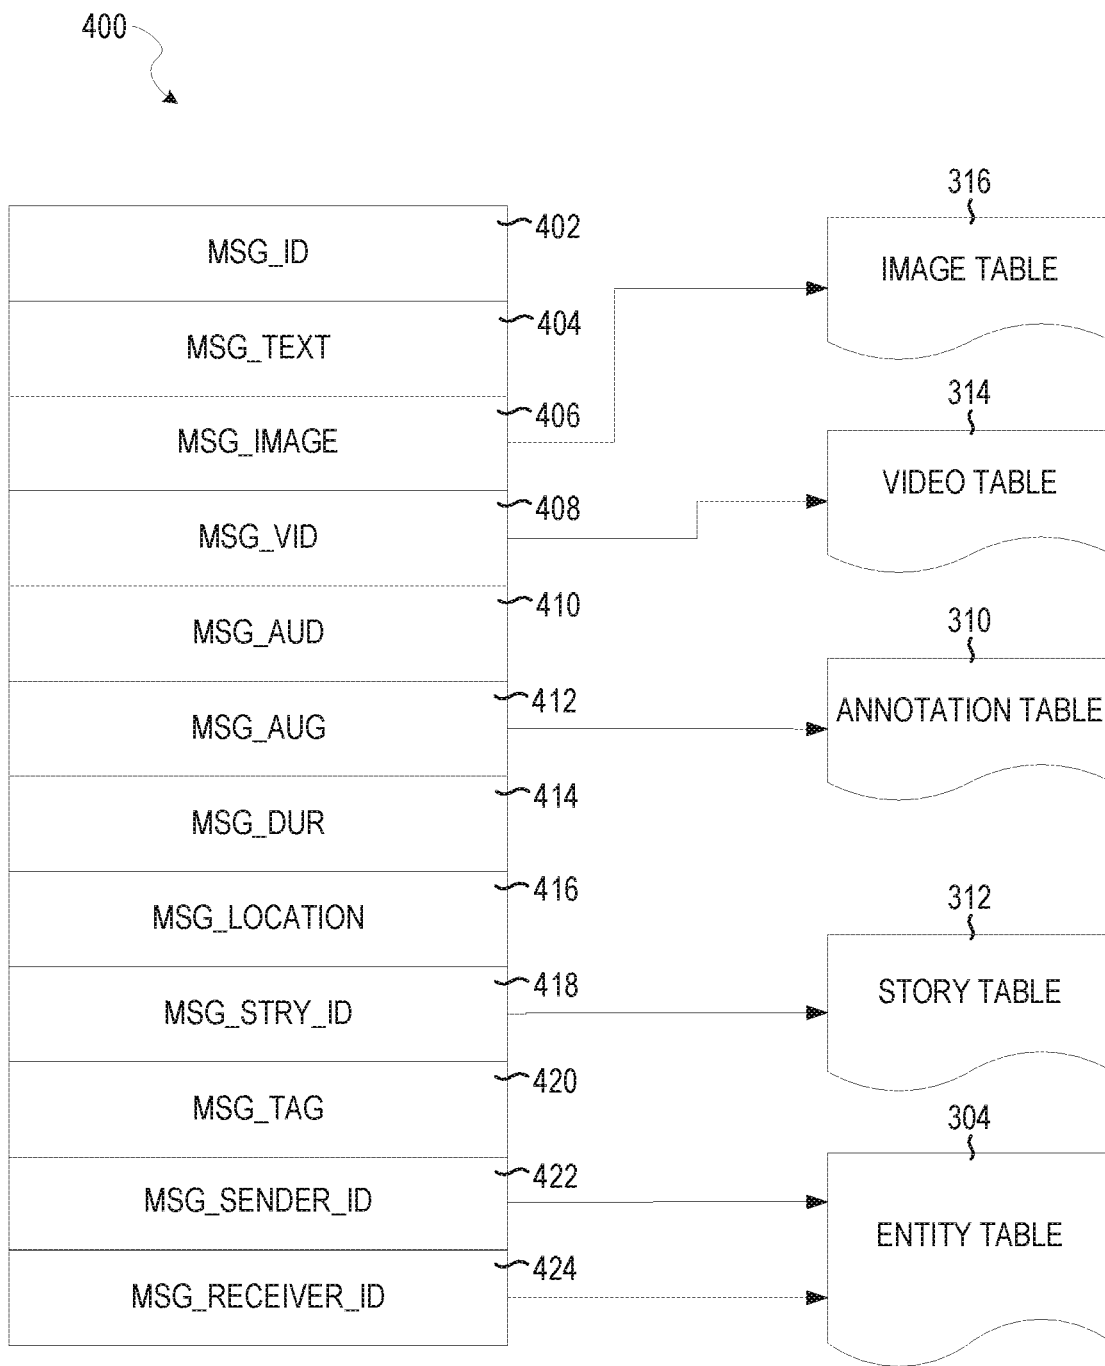 400
402
MSG_ID
404
MSG_TEXT
406
MSG_IMAGE
408
MSG_VID
410
MSG_AUD
412
MSG_AUG
414
MSG_DUR
416
MSG_LOCATION
418
MSG_STRY_ID
420
MSG_TAG
422
MSG_SENDER_ID
424
MSG_RECEIVER_ID
316
IMAGE TABLE
314
VIDEO TABLE
310
ANNOTATION TABLE
312
STORY TABLE
304
ENTITY TABLE